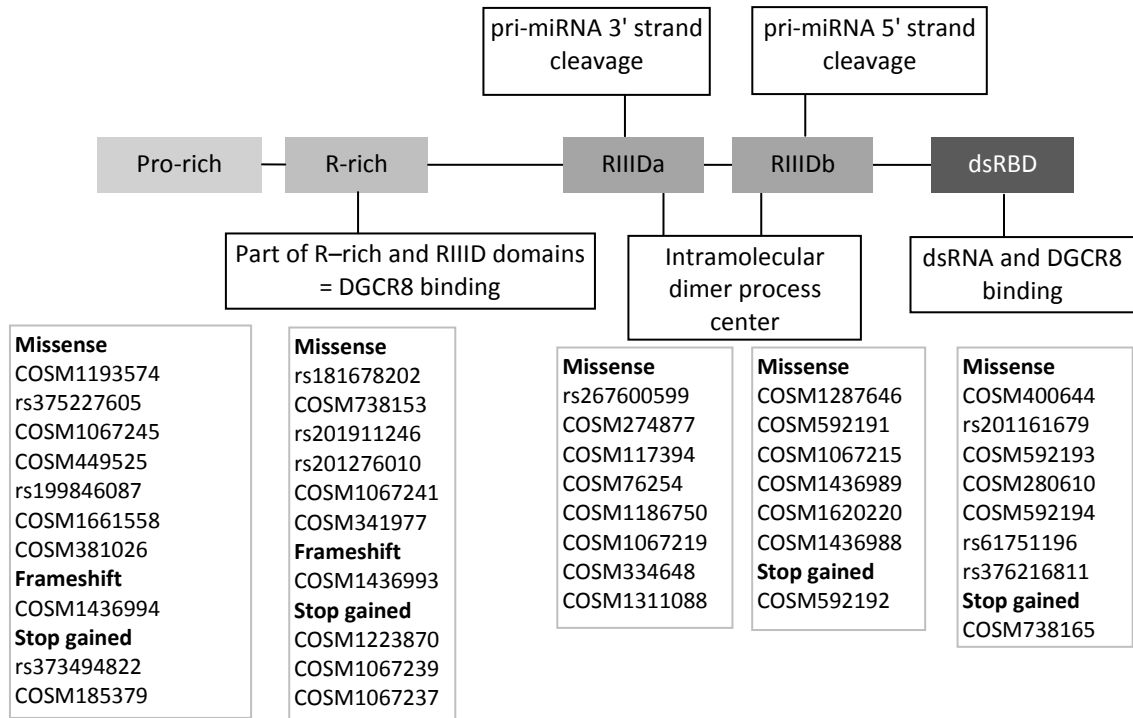 pri-miRNA 3' strand
cleavage
pri-miRNA 5' strand
cleavage
Pro-rich
R-rich
RIIIDa
RIIIDb
dsRBD
Part of R–rich and RIIID domains
= DGCR8 binding
Intramolecular
dimer process
center
dsRNA and DGCR8
binding
Missense
COSM1193574
rs375227605
COSM1067245
COSM449525
rs199846087
COSM1661558
COSM381026
Frameshift
COSM1436994
Stop gained
rs373494822
COSM185379
Missense
rs181678202
COSM738153
rs201911246
rs201276010
COSM1067241
COSM341977
Frameshift
COSM1436993
Stop gained
COSM1223870
COSM1067239
COSM1067237
Missense
rs267600599
COSM274877
COSM117394
COSM76254
COSM1186750
COSM1067219
COSM334648
COSM1311088
Missense
COSM1287646
COSM592191
COSM1067215
COSM1436989
COSM1620220
COSM1436988
Stop gained
COSM592192
Missense
COSM400644
rs201161679
COSM592193
COSM280610
COSM592194
rs61751196
rs376216811
Stop gained
COSM738165